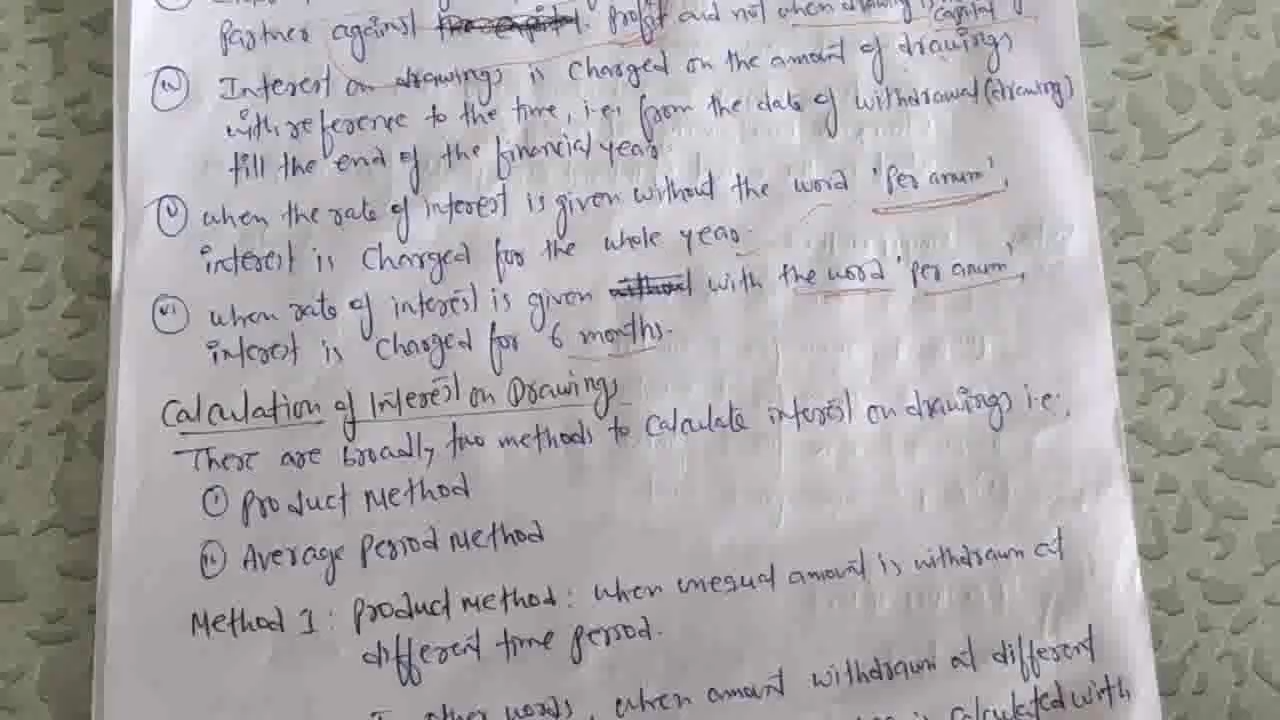 Partner against Profit and not when drawing is capital
(iv) Interest on drawings is charged on the amount of drawings
with reference to the time, i.e. from the date of withdrawal (drawing)
till the end of the financial year.
(v) when the rate of interest is given without the word 'per anum',
interest is charged for the whole year.
(vi) when rate of interest is given with the word 'per anum',
interest is charged for 6 months.
Calculation of Interest on Drawings
There are broadly two methods to calculate interest on drawings i.e.
(i) Product Method
(ii) Average Period Method
Method 1: Product method: when unequal amount is withdrawn at
different time period.
In other words, when amount withdrawn at different
is calculated with